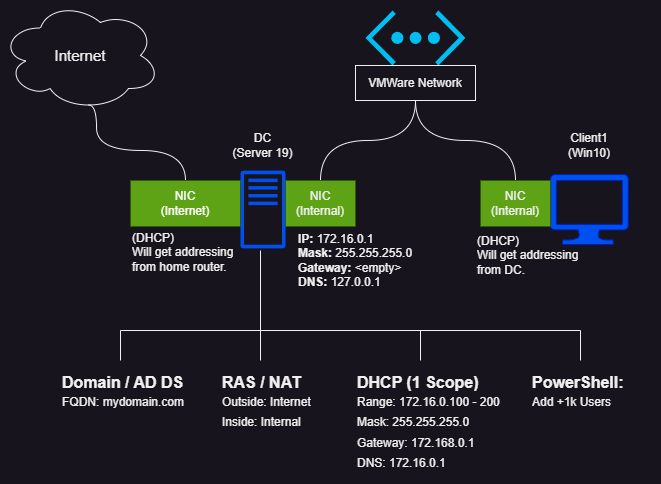 Internet
VMWare Network
DC
(Server 19)
Client1
(Win10)
NIC
(Internet)
NIC
(Internal)
NIC
(Internal)
(DHCP)
Will get addressing
from home router.
IP: 172.16.0.1
Mask: 255.255.255.0
Gateway: <empty>
DNS: 127.0.0.1
(DHCP)
Will get addressing
from DC.
Domain / AD DS
FQDN: mydomain.com
RAS / NAT
Outside: Internet
Inside: Internal
DHCP (1 Scope)
Range: 172.16.0.100 - 200
Mask: 255.255.255.0
Gateway: 172.168.0.1
DNS: 172.16.0.1
PowerShell:
Add +1k Users